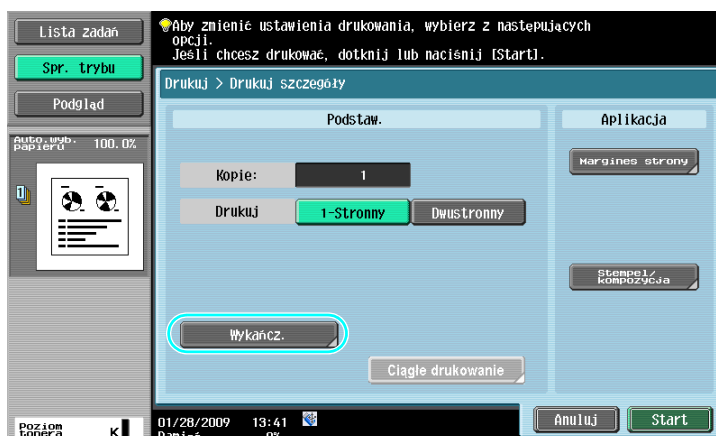 Lista zadań
Spr. trybu
Podgląd
Auto.wyb.
papieru
100.0%
Poziom
tonera
K
Aby zmienić ustawienia drukowania, wybierz z następujących
opcji.
Jeśli chcesz drukować, dotknij lub naciśnij [Start].
Drukuj > Drukuj szczegóły
Podstaw.
Kopie: 1
Drukuj 1-Stronny Dwustronny
Wykańcz.
Ciągłe drukowanie
Aplikacja
Margines strony
Stempel/
kompozycja
01/28/2009 13:41
Pamięć 0%
Anuluj Start